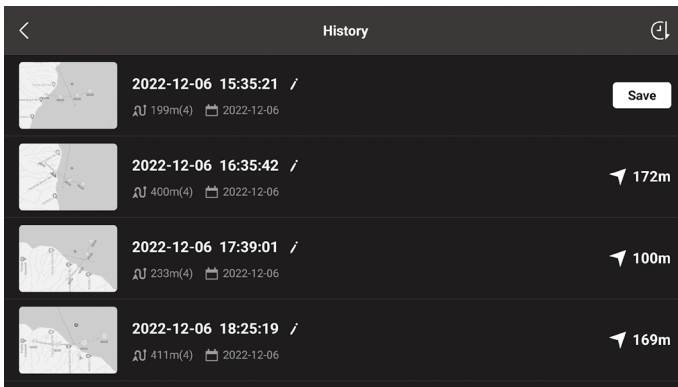 History
2022-12-06 15:35:21
199m(4) 2022-12-06
Save
2022-12-06 16:35:42
400m(4) 2022-12-06
172m
2022-12-06 17:39:01
233m(4) 2022-12-06
100m
2022-12-06 18:25:19
411m(4) 2022-12-06
169m